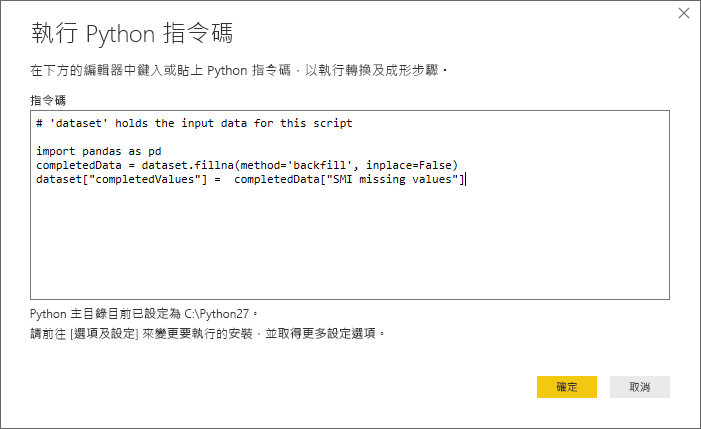 執行 Python 指令碼
在下方的編輯器中鍵入或貼上 Python 指令碼，以執行轉換及成形步驟。
指令碼
# 'dataset' holds the input data for this script
import pandas as pd
completedData = dataset.fillna(method='backfill', inplace=False)
dataset["completedValues"] =  completedData["SMI missing values"]
Python 主目錄目前已設定為 C:\Python27。
請前往 [選項及設定] 來變更要執行的安裝，並取得更多設定選項。
確定
取消